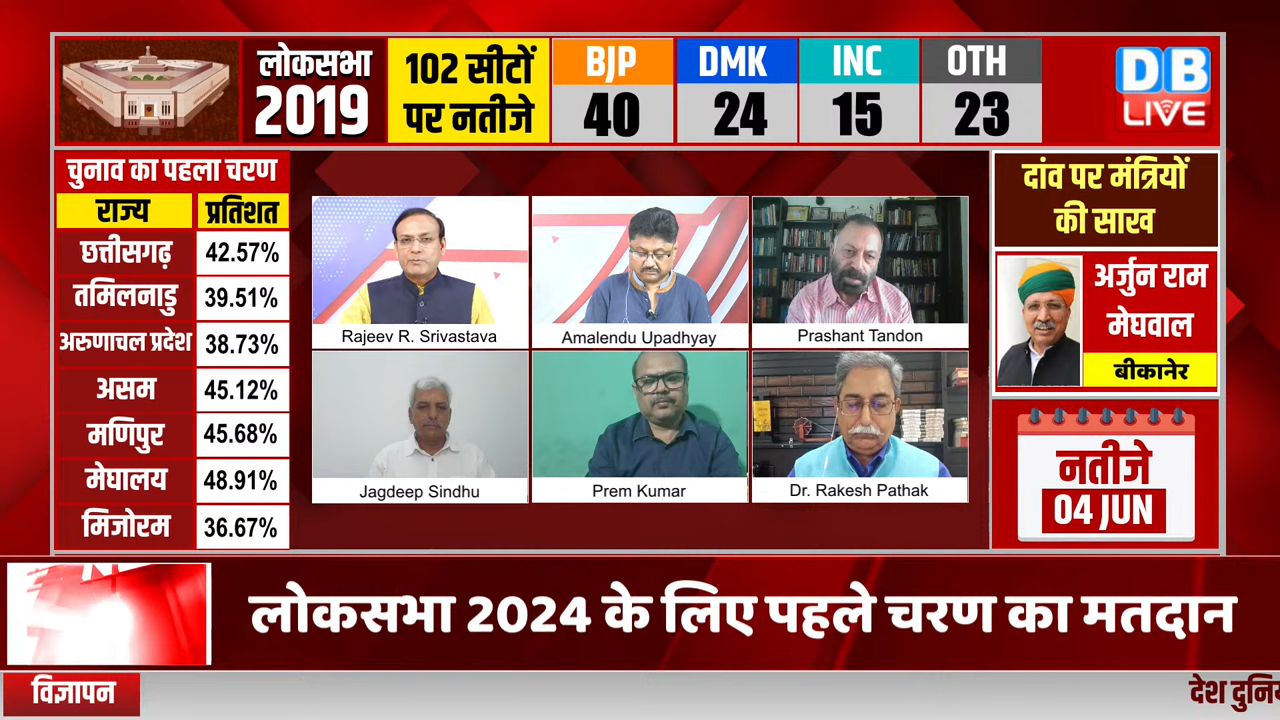 लोकसभा
2019
102 सीटों
पर नतीजे
BJP
40
DMK
24
INC
15
OTH
23
DB
LIVE
चुनाव का पहला चरण
राज्य प्रतिशत
छत्तीसगढ़ 42.57%
तमिलनाडु 39.51%
अरुणाचल प्रदेश 38.73%
असम 45.12%
मणिपुर 45.68%
मेघालय 48.91%
मिजोरम 36.67%
Rajeev R. Srivastava
Amalendu Upadhyay
Prashant Tandon
Jagdeep Sindhu
Prem Kumar
Dr. Rakesh Pathak
दांव पर मंत्रियों
की साख
अर्जुन राम
मेघवाल
बीकानेर
नतीजे
04 JUN
लोकसभा 2024 के लिए पहले चरण का मतदान
विज्ञापन
देश